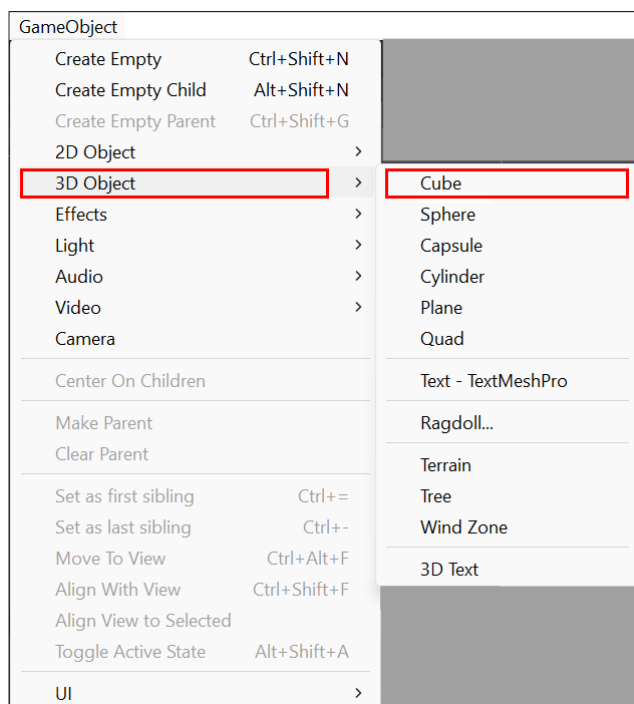 GameObject
Create Empty Ctrl+Shift+N
Create Empty Child Alt+Shift+N
Create Empty Parent Ctrl+Shift+G
2D Object
3D Object
Effects
Light
Audio
Video
Camera
Center On Children
Make Parent
Clear Parent
Set as first sibling Ctrl+=
Set as last sibling Ctrl+-
Move To View Ctrl+Alt+F
Align With View Ctrl+Shift+F
Align View to Selected
Toggle Active State Alt+Shift+A
UI
Cube
Sphere
Capsule
Cylinder
Plane
Quad
Text - TextMeshPro
Ragdoll...
Terrain
Tree
Wind Zone
3D Text